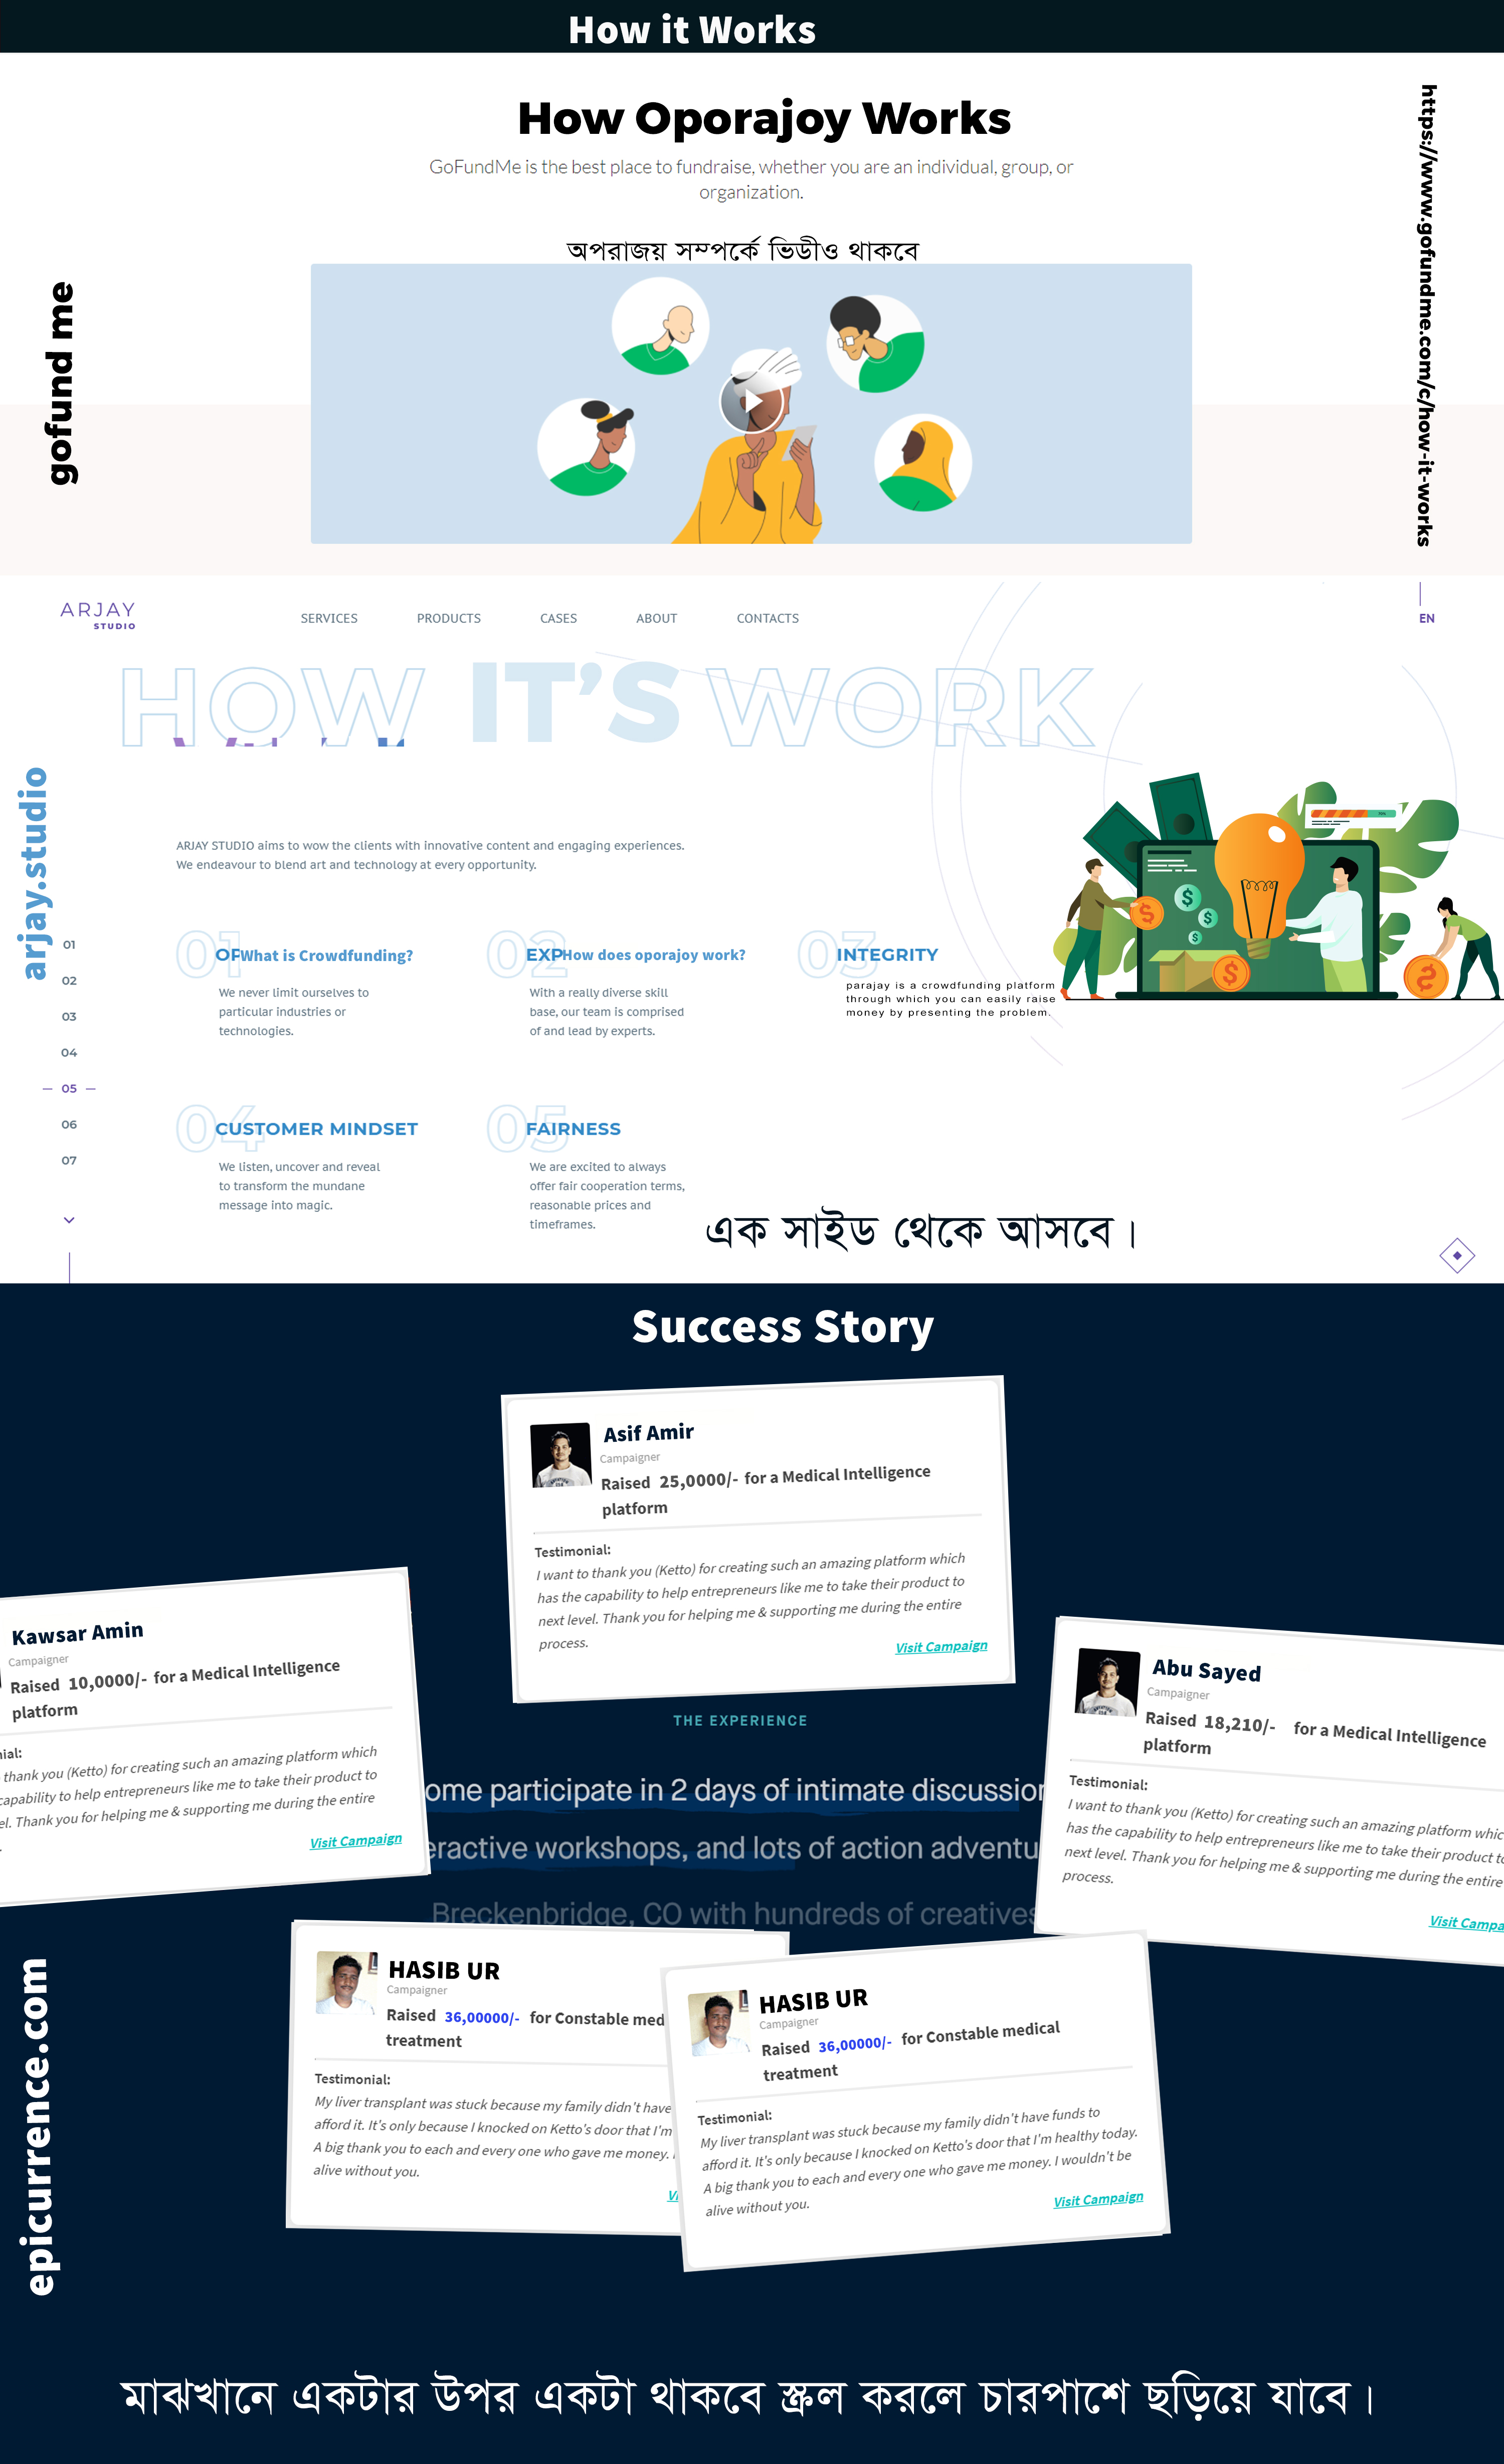 How it Works
How Oporajoy Works
GoFundMe is the best place to fundraise, whether you are an individual, group, or
organization.
অপরাজয় সম্পর্কে ভিডীও থাকবে
gofund me
https://www.gofundme.com/c/how-it-works
ARJAY
STUDIO
SERVICES
PRODUCTS
CASES
ABOUT
CONTACTS
EN
HOW IT'S WORK
arjay.studio
ARJAY STUDIO aims to wow the clients with innovative content and engaging experiences.
We endeavour to blend art and technology at every opportunity.
01
02
03
04
05
06
07
01
What is Crowdfunding?
We never limit ourselves to
particular industries or
technologies.
02
EXP
How does oporajoy work?
With a really diverse skill
base, our team is comprised
of and lead by experts.
03
INTEGRITY
parajay is a crowdfunding platform
through which you can easily raise
money by presenting the problem.
04
CUSTOMER MINDSET
We listen, uncover and reveal
to transform the mundane
message into magic.
05
FAIRNESS
We are excited to always
offer fair cooperation terms,
reasonable prices and
timeframes.
এক সাইড থেকে আসবে।
Success Story
Asif Amir
Campaigner
Raised 25,0000/- for a Medical Intelligence
platform
Testimonial:
I want to thank you (Ketto) for creating such an amazing platform which
has the capability to help entrepreneurs like me to take their product to
next level. Thank you for helping me & supporting me during the entire
process.
Visit Campaign
Kawsar Amin
Campaigner
Raised 10,0000/- for a Medical Intelligence
platform
nial:
thank you (Ketto) for creating such an amazing platform which
capability to help entrepreneurs like me to take their product to
el. Thank you for helping me & supporting me during the entire
Visit Campaign
Abu Sayed
Campaigner
Raised 18,210/- for a Medical Intelligence
platform
Testimonial:
I want to thank you (Ketto) for creating such an amazing platform whic
has the capability to help entrepreneurs like me to take their product to
next level. Thank you for helping me & supporting me during the entire
process.
Visit Campa
THE EXPERIENCE
ome participate in 2 days of intimate discussion
eractive workshops, and lots of action adventu
Breckenbridge, CO with hundreds of creatives
HASIB UR
Campaigner
Raised 36,00000/- for Constable med
treatment
Testimonial:
My liver transplant was stuck because my family didn't have
afford it. It's only because I knocked on Ketto's door that I'm
A big thank you to each and every one who gave me money.
alive without you.
Vi
HASIB UR
Campaigner
Raised 36,00000/- for Constable medical
treatment
Testimonial:
My liver transplant was stuck because my family didn't have funds to
afford it. It's only because I knocked on Ketto's door that I'm healthy today.
A big thank you to each and every one who gave me money. I wouldn't be
alive without you.
Visit Campaign
epicurrence.com
মাঝখানে একটার উপর একটা থাকবে স্ক্রল করলে চারপাশে ছড়িয়ে যাবে।